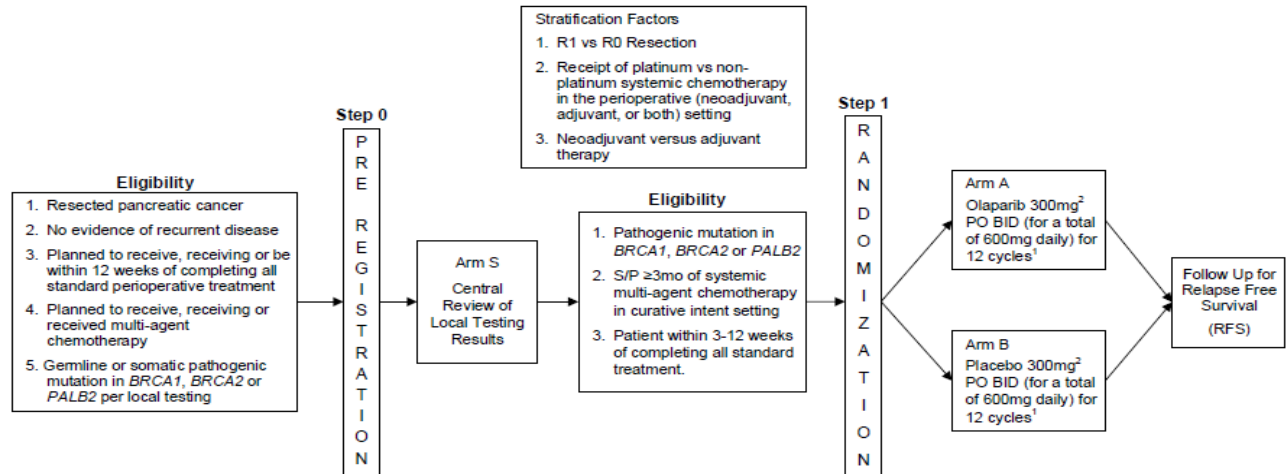 Stratification Factors
1. R1 vs R0 Resection
2. Receipt of platinum vs non-
platinum systemic chemotherapy
in the perioperative (neoadjuvant,
adjuvant, or both) setting
3. Neoadjuvant versus adjuvant
therapy
Eligibility
1. Resected pancreatic cancer
2. No evidence of recurrent disease
3. Planned to receive, receiving or be
within 12 weeks of completing all
standard perioperative treatment
4. Planned to receive, receiving or
received multi-agent
chemotherapy
5. Germline or somatic pathogenic
mutation in BRCA1, BRCA2 or
PALB2 per local testing
Step 0
P
R
E
R
E
G
I
S
T
R
A
T
I
O
N
Arm S
Central
Review of
Local Testing
Results
Eligibility
1. Pathogenic mutation in
BRCA1, BRCA2 or PALB2
2. S/P ≥3mo of systemic
multi-agent chemotherapy
in curative intent setting
3. Patient within 3-12 weeks
of completing all standard
treatment.
Step 1
R
A
N
D
O
M
I
Z
A
T
I
O
N
Arm A
Olaparib 300mg²
PO BID (for a total
of 600mg daily) for
12 cycles¹
Arm B
Placebo 300mg²
PO BID (for a total
of 600mg daily) for
12 cycles¹
Follow Up for
Relapse Free
Survival
(RFS)